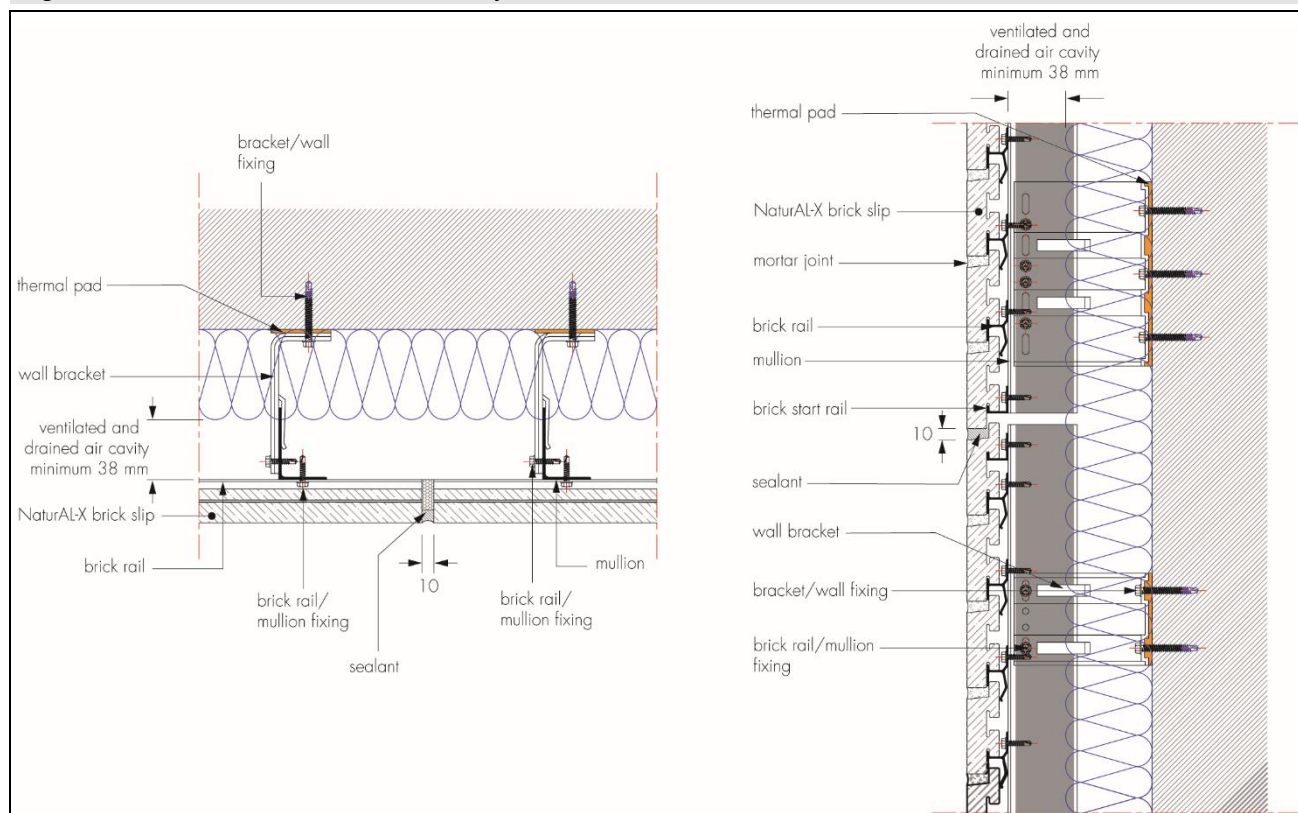 bracket/wall
fixing
thermal pad
wall bracket
ventilated and
drained air cavity
minimum 38 mm
NaturAL-X brick slip
brick rail
10
brick rail/
mullion fixing
sealant
brick rail/
mullion fixing
mullion
ventilated and
drained air cavity
minimum 38 mm
thermal pad
NaturAL-X brick slip
mortar joint
brick rail
mullion
brick start rail
10
sealant
wall bracket
bracket/wall fixing
brick rail/mullion
fixing